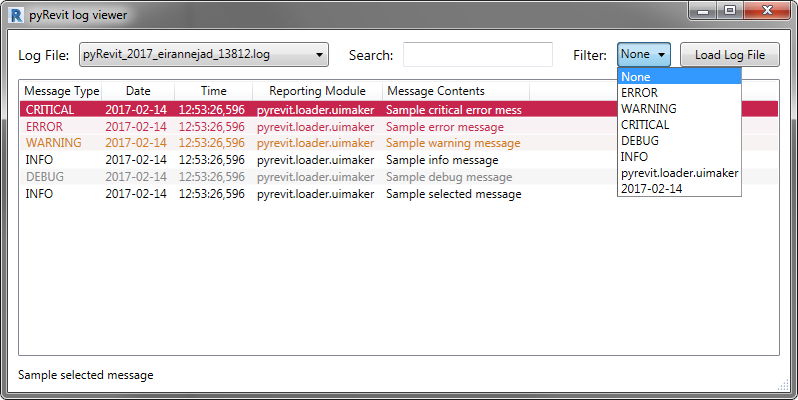 R pyRevit log viewer
Log File: pyRevit_2017_eirannejad_13812.log Search: Filter: None Load Log File
Message Type Date Time Reporting Module Message Contents
CRITICAL 2017-02-14 12:53:26,596 pyrevit.loader.uimaker Sample critical error mess
ERROR 2017-02-14 12:53:26,596 pyrevit.loader.uimaker Sample error message
WARNING 2017-02-14 12:53:26,596 pyrevit.loader.uimaker Sample warning message
INFO 2017-02-14 12:53:26,596 pyrevit.loader.uimaker Sample info message
DEBUG 2017-02-14 12:53:26,596 pyrevit.loader.uimaker Sample debug message
INFO 2017-02-14 12:53:26,596 pyrevit.loader.uimaker Sample selected message
None
ERROR
WARNING
CRITICAL
DEBUG
INFO
pyrevit.loader.uimaker
2017-02-14
Sample selected message